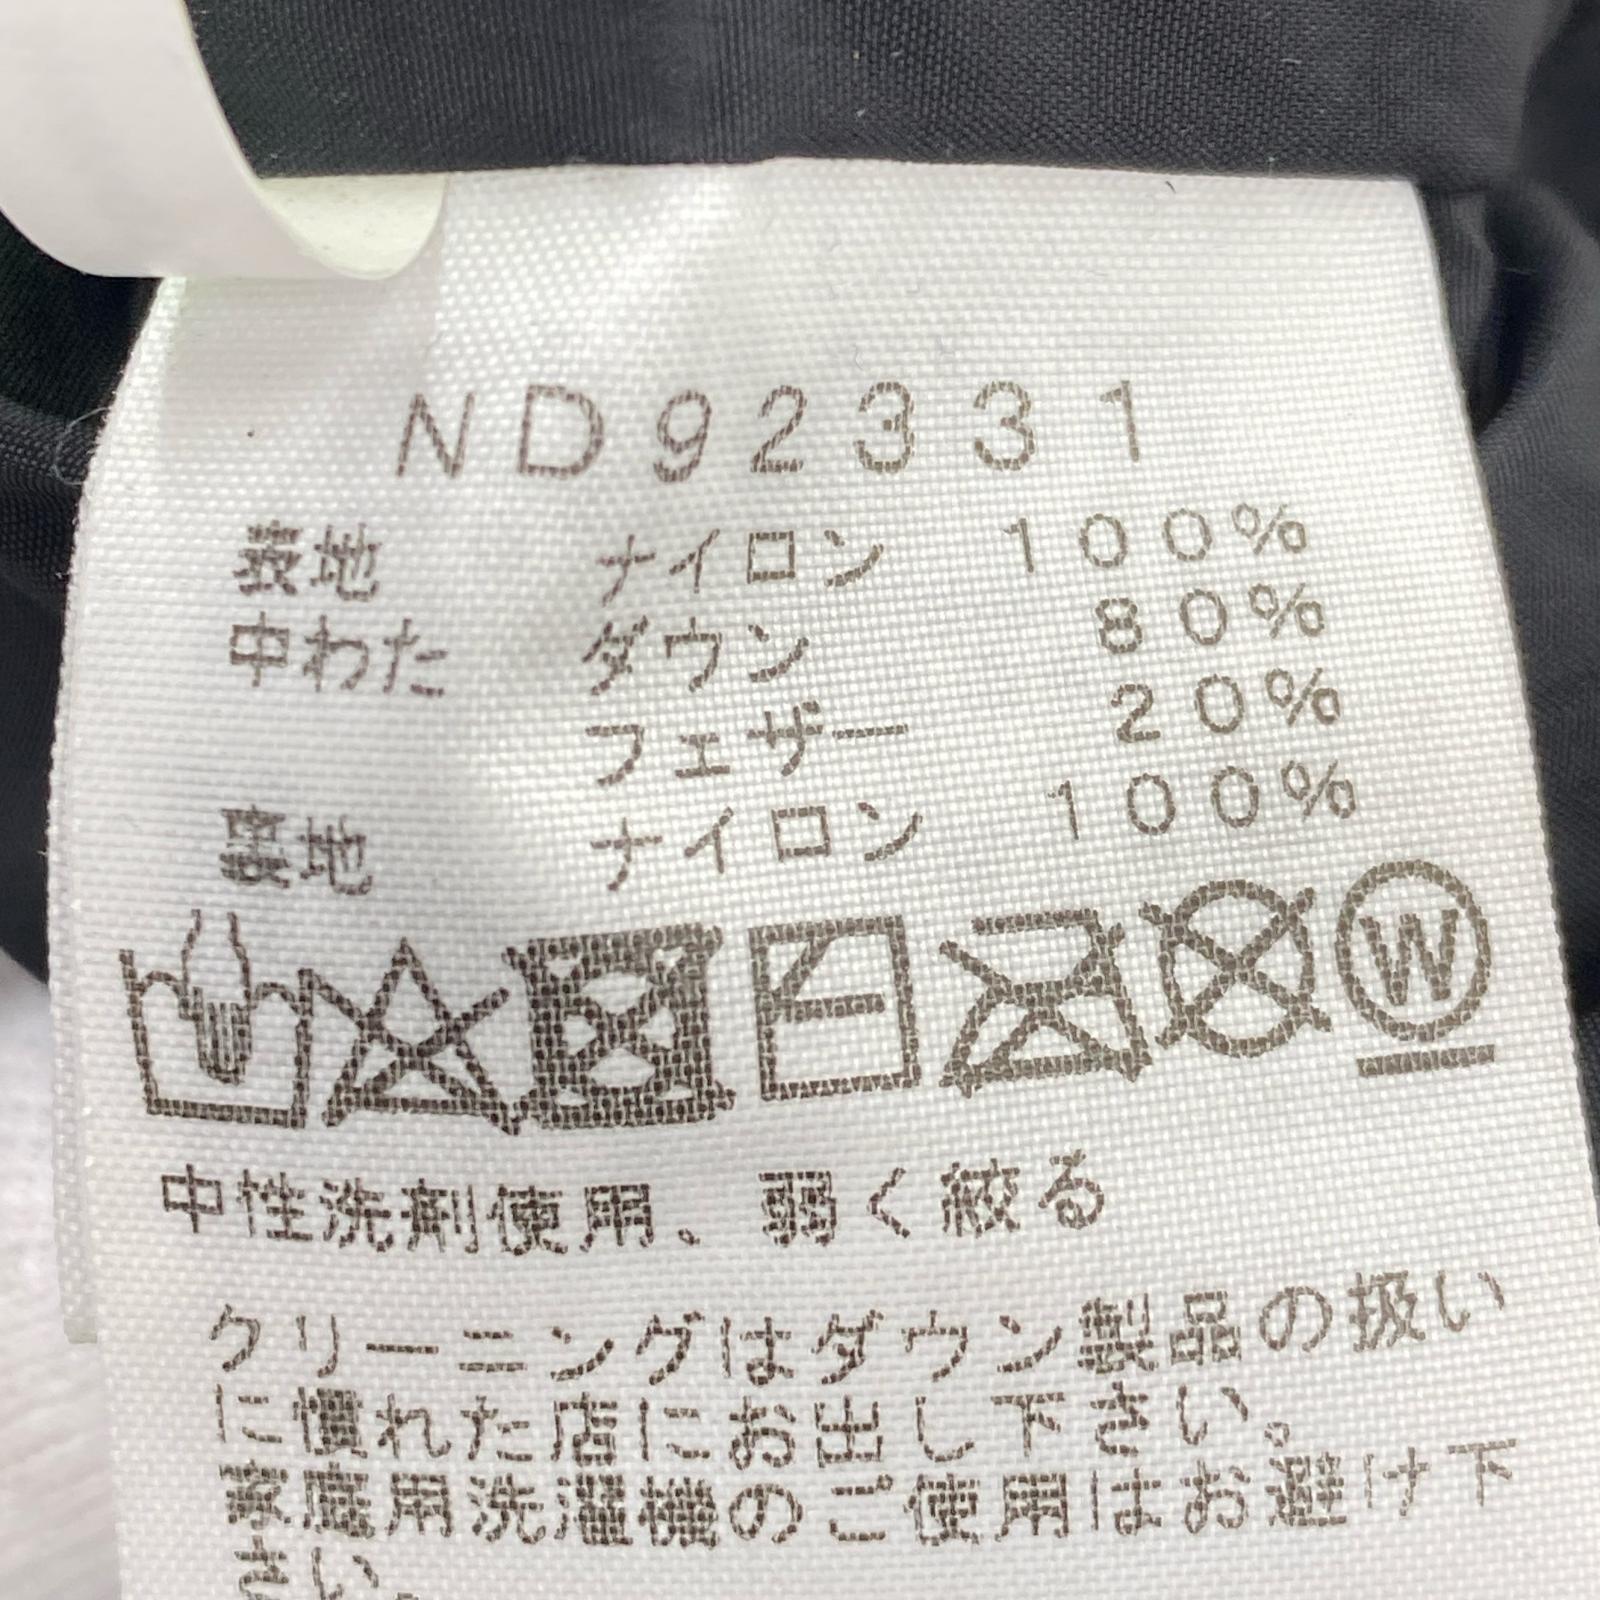 ND92331
表地 ナイロン 100%
中わた ダウン 80%
フェザー 20%
裏地 ナイロン 100%
W
中性洗剤使用、弱く絞る
クリーニングはダウン製品の扱い
に慣れた店にお出し下さい。
家庭用洗濯機のご使用はお避け下
さい。